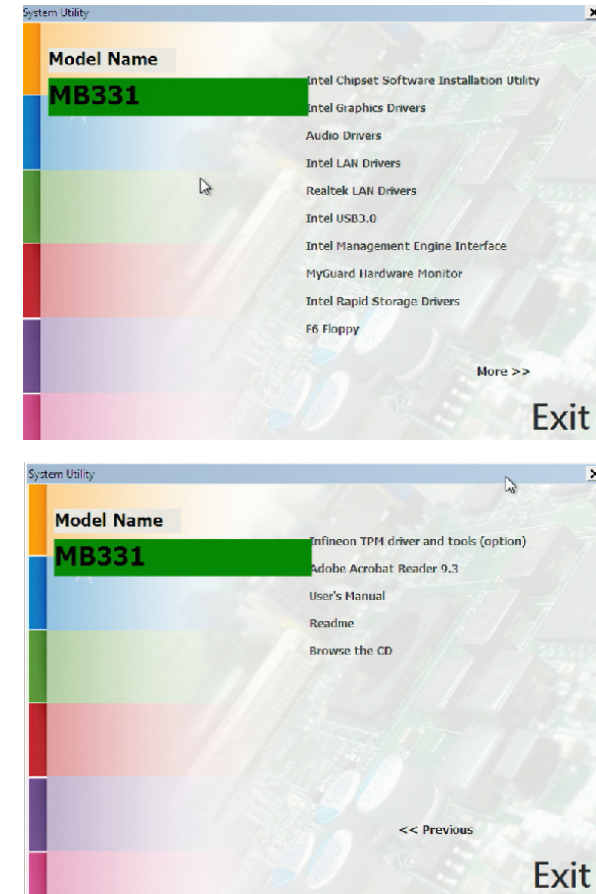 System Utility
Model Name
MB331
Intel Chipset Software Installation Utility
Intel Graphics Drivers
Audio Drivers
Intel LAN Drivers
Realtek LAN Drivers
Intel USB3.0
Intel Management Engine Interface
MyGuard Hardware Monitor
Intel Rapid Storage Drivers
F6 Floppy
More >>
Exit
System Utility
Model Name
MB331
Infineon TPM driver and tools (option)
Adobe Acrobat Reader 9.3
User's Manual
Readme
Browse the CD
<< Previous
Exit